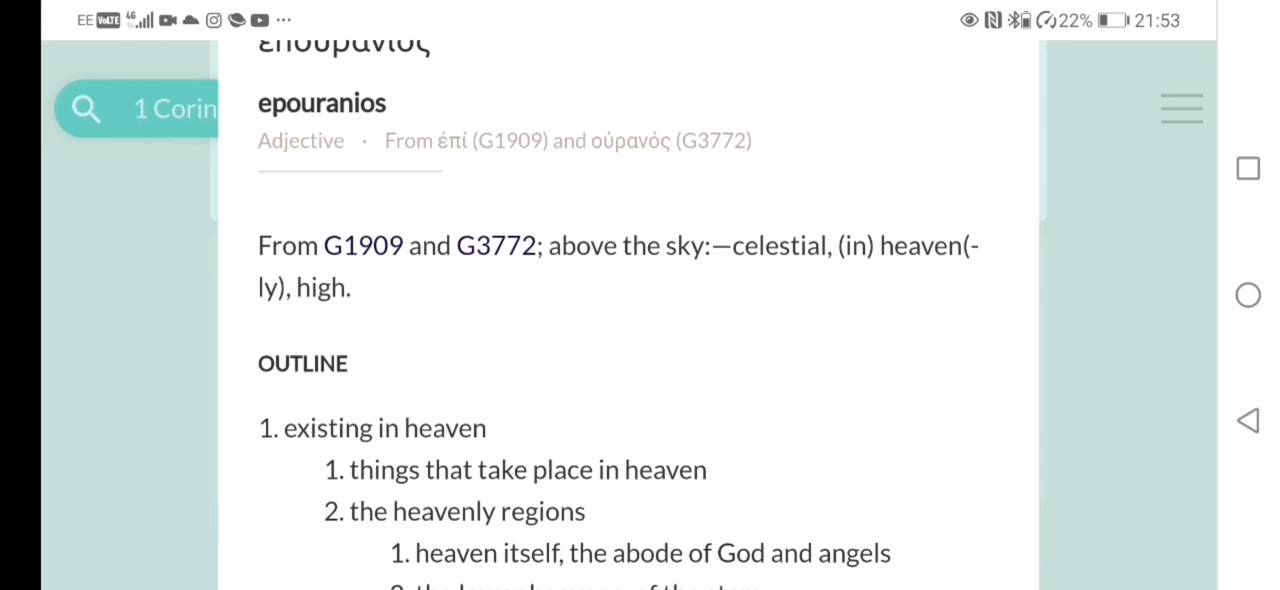 EE VoLTE 4G 22% 21:53
ἐπουράνιος
1 Corin
epouranios
Adjective · From ἐπί (G1909) and οὐρανός (G3772)
From G1909 and G3772; above the sky:—celestial, (in) heaven(-
ly), high.
OUTLINE
1. existing in heaven
1. things that take place in heaven
2. the heavenly regions
1. heaven itself, the abode of God and angels